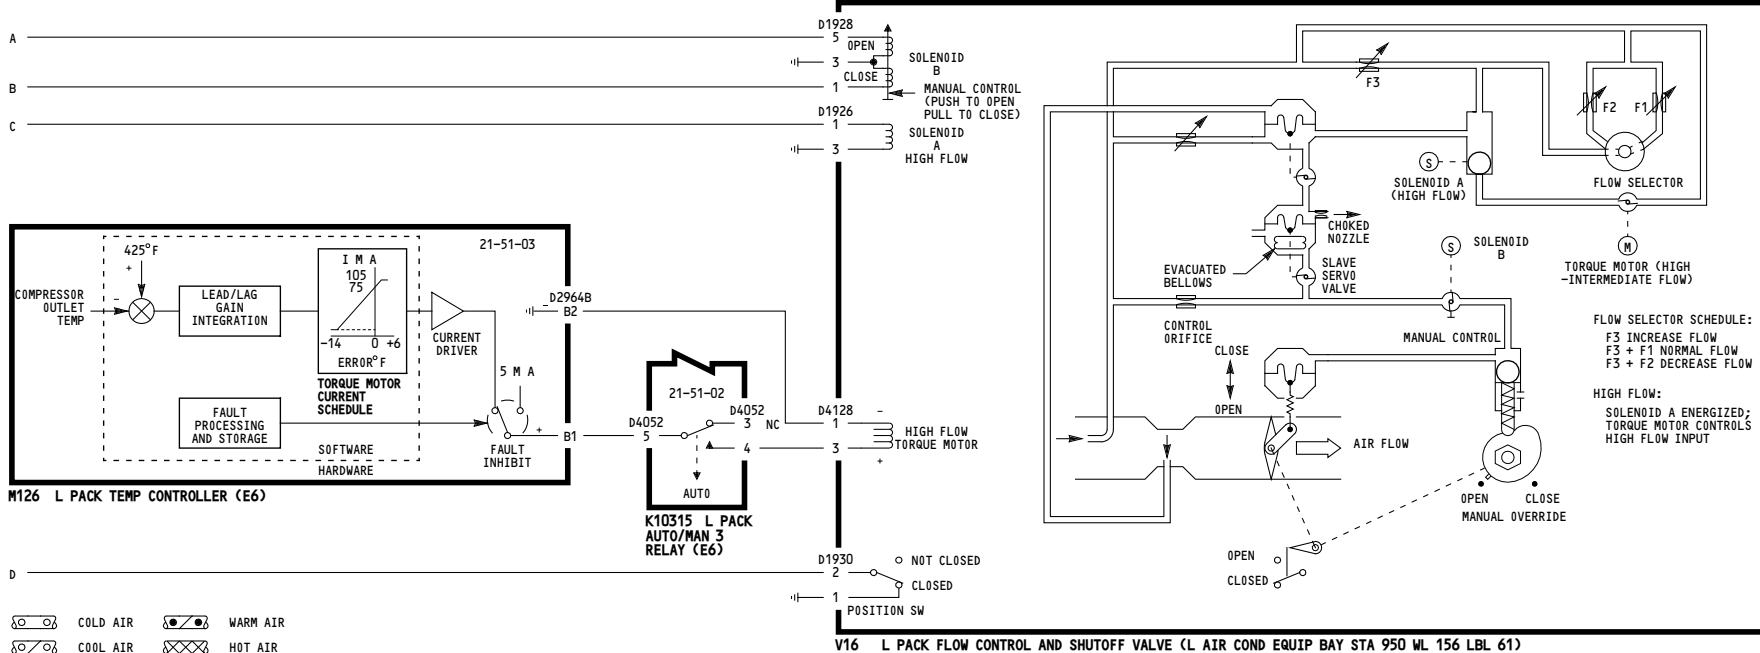 A
B
C
D1928
5
OPEN
3
CLOSE
1
SOLENOID
B
MANUAL CONTROL
(PUSH TO OPEN
PULL TO CLOSE)
D1926
1
3
SOLENOID
A
HIGH FLOW
21-51-03
425°F
+
COMPRESSOR
OUTLET
TEMP
-
LEAD/LAG
GAIN
INTEGRATION
I M A
105
75
-14
0
+6
ERROR°F
TORQUE MOTOR
CURRENT
SCHEDULE
CURRENT
DRIVER
FAULT
PROCESSING
AND STORAGE
SOFTWARE
HARDWARE
5 M A
FAULT
INHIBIT
+
B1
-
D2964B
B2
M126 L PACK TEMP CONTROLLER (E6)
21-51-02
D4052
5
D4052
3
NC
4
AUTO
K10315 L PACK
AUTO/MAN 3
RELAY (E6)
D4128
1
3
-
HIGH FLOW
TORQUE MOTOR
+
D
D1930
2
1
NOT CLOSED
CLOSED
POSITION SW
COLD AIR
WARM AIR
COOL AIR
HOT AIR
F3
F2
F1
S
SOLENOID A
(HIGH FLOW)
FLOW SELECTOR
CHOKED
NOZZLE
EVACUATED
BELLOWS
SLAVE
SERVO
VALVE
S
SOLENOID
B
M
TORQUE MOTOR (HIGH
-INTERMEDIATE FLOW)
CONTROL
ORIFICE
MANUAL CONTROL
CLOSE
OPEN
AIR FLOW
FLOW SELECTOR SCHEDULE:
F3 INCREASE FLOW
F3 + F1 NORMAL FLOW
F3 + F2 DECREASE FLOW
HIGH FLOW:
SOLENOID A ENERGIZED;
TORQUE MOTOR CONTROLS
HIGH FLOW INPUT
OPEN
CLOSE
MANUAL OVERRIDE
OPEN
CLOSED
V16 L PACK FLOW CONTROL AND SHUTOFF VALVE (L AIR COND EQUIP BAY STA 950 WL 156 LBL 61)